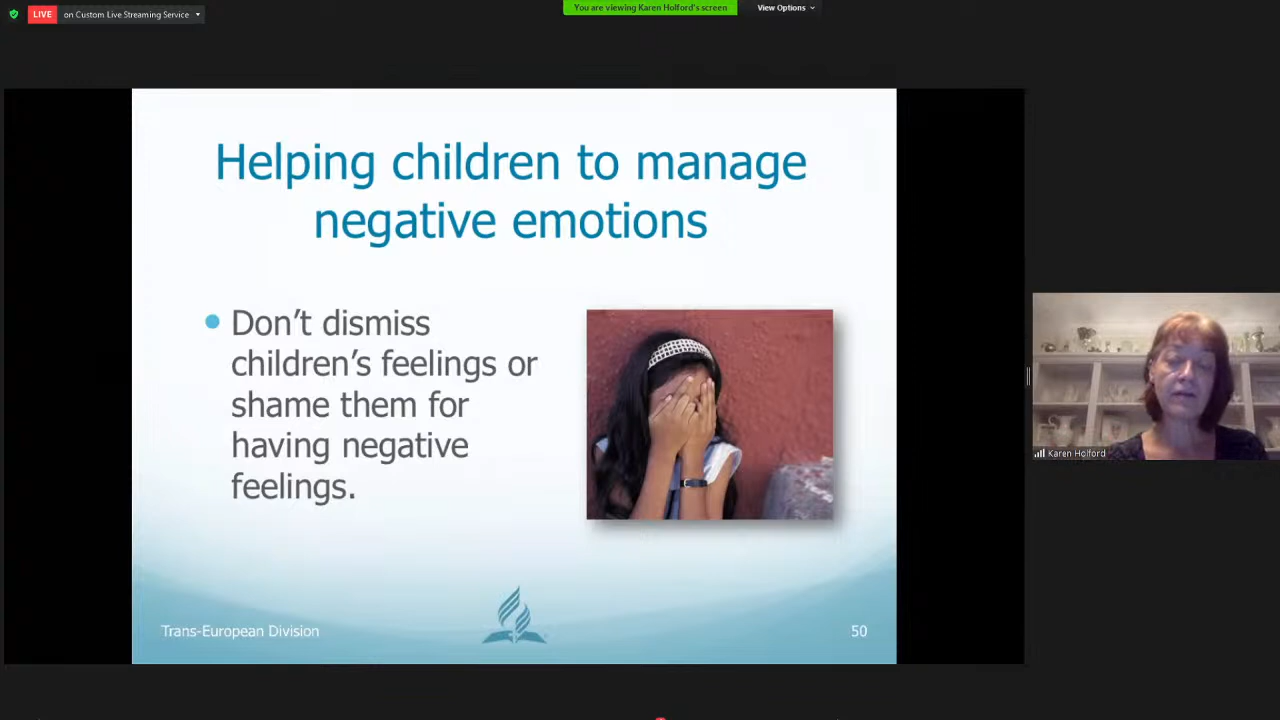 LIVE
on Custom Live Streaming Service
You are viewing Karen Holford's screen
View Options
Helping children to manage
negative emotions
Don't dismiss
children's feelings or
shame them for
having negative
feelings.
Karen Holford
Trans-European Division
50